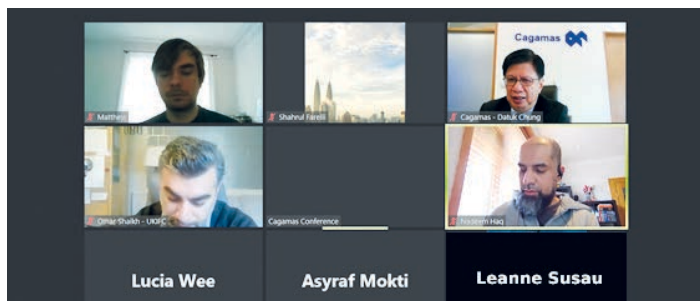 Cagamas
Matthew
Shahrul Farelli
Cagamas - Datuk Chung
Omar Shaikh - UKIFC
Cagamas Conference
Haq
Lucia Wee
Asyraf Mokti
Leanne Susau